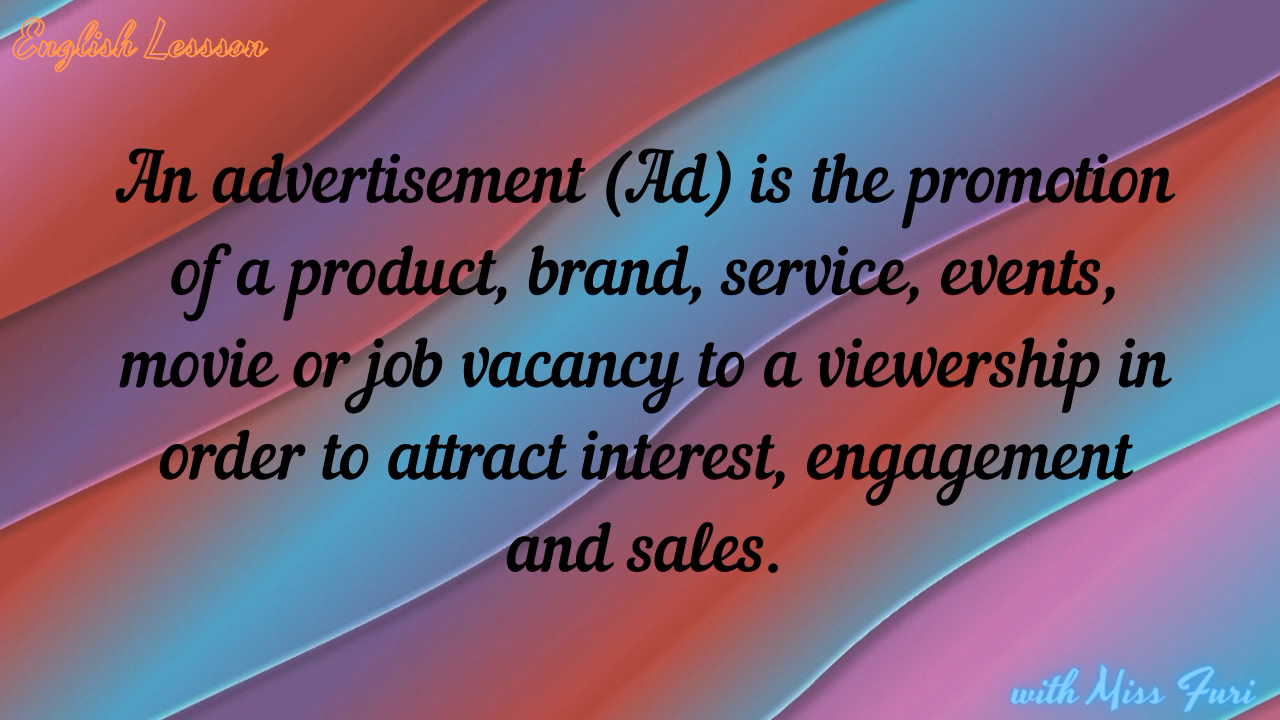 English Lessson
An advertisement (Ad) is the promotion
of a product, brand, service, events,
movie or job vacancy to a viewership in
order to attract interest, engagement
and sales.
with Miss Furi